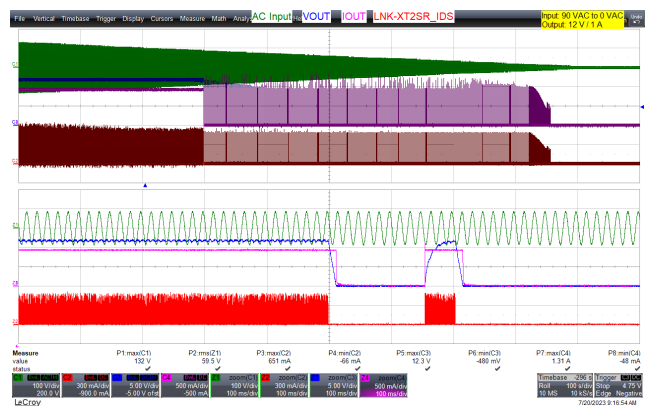 File Vertical Timebase Trigger Display Cursors Measure Math Analy AC Input VOUT IOUT LNK-XT2SR_IDS
Input: 90 VAC to 0 VAC
Output: 12 V / 1 A
Undo
Measure P1:max(C1) P2:rms(Z1) P3:max(C2) P4:min(C2) P5:max(C3) P6:min(C3) P7:max(C4) P8:min(C4)
value 132 V 59.5 V 651 mA -66 mA 12.3 V -480 mV 1.31 A -48 mA
status
100 V/div 300 mA/div 5.00 V/div 500 mA/div 100 V/div 300 mA/div 5.00 V/div 500 mA/div
200.0 V -900.0 mA -5.00 V ofst -500 mA 100 ms/div 100 ms/div 100 ms/div 100 ms/div
Timebase -296 s Trigger
Roll 100 s/div Stop 4.75 V
10 MS 10 kS/s Edge Negative
LeCroy 7/20/2023 9:16:54 AM